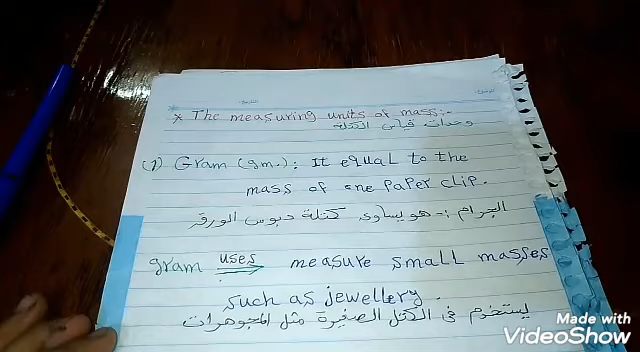 التاريخ:
الموضوع:
* The measuring units of mass:-
وحدات قياس الكتلة
(1) Gram (gm.): It equal to the
mass of one paper clip.
الجرام :- هو يساوى كتلة دبوس الورق
gram uses measure small masses
such as jewellery.
يستخدم فى الكتل الصغيرة مثل المجوهرات
Made with
VideoShow